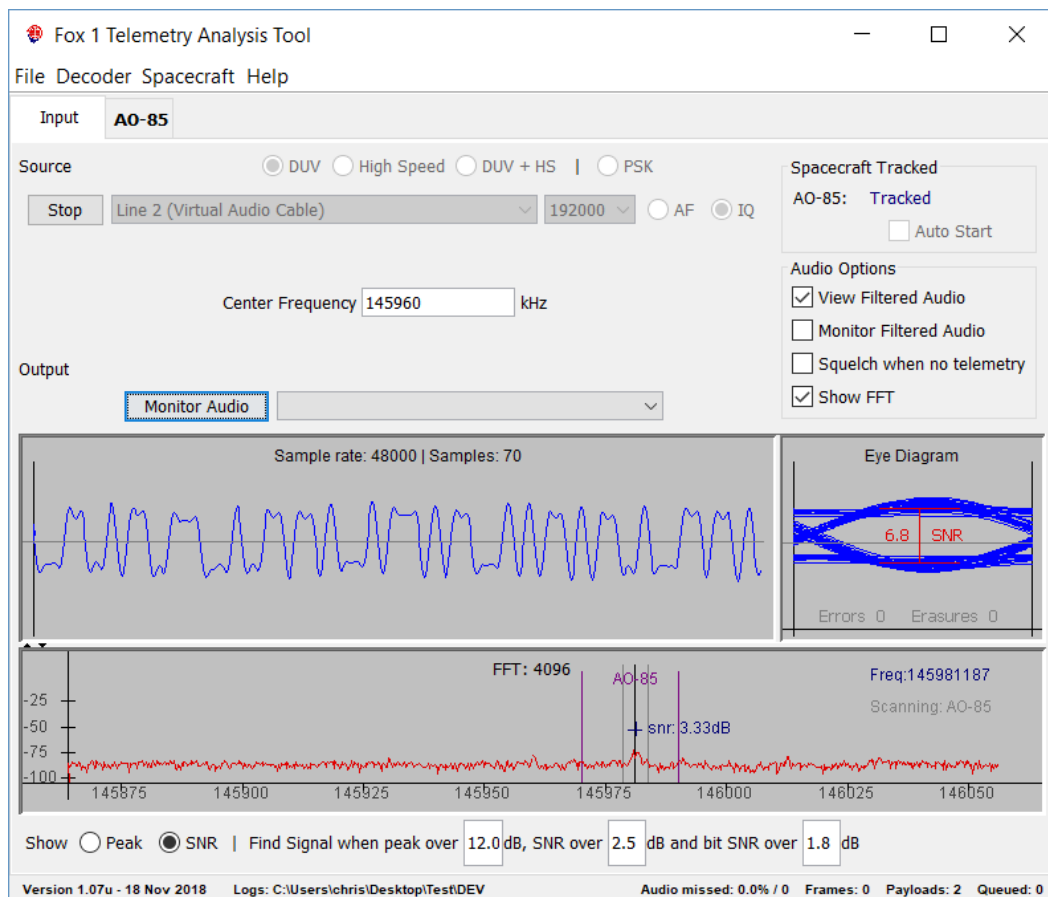 Fox 1 Telemetry Analysis Tool
File Decoder Spacecraft Help
Input AO-85
Source DUV High Speed DUV + HS | PSK
Stop Line 2 (Virtual Audio Cable) 192000 AF IQ
Center Frequency 145960 kHz
Output
Monitor Audio
Spacecraft Tracked
AO-85: Tracked
Auto Start
Audio Options
View Filtered Audio
Monitor Filtered Audio
Squelch when no telemetry
Show FFT
Sample rate: 48000 | Samples: 70
Eye Diagram
6.8 SNR
Errors 0 Erasures 0
FFT: 4096
AO-85
Freq:145981187
Scanning: AO-85
snr: 3.33dB
-25
-50
-75
-100
145875 145900 145925 145950 145975 146000 146025 146050
Show Peak SNR | Find Signal when peak over 12.0 dB, SNR over 2.5 dB and bit SNR over 1.8 dB
Version 1.07u - 18 Nov 2018 Logs: C:\Users\chris\Desktop\Test\DEV Audio missed: 0.0% / 0 Frames: 0 Payloads: 2 Queued: 0